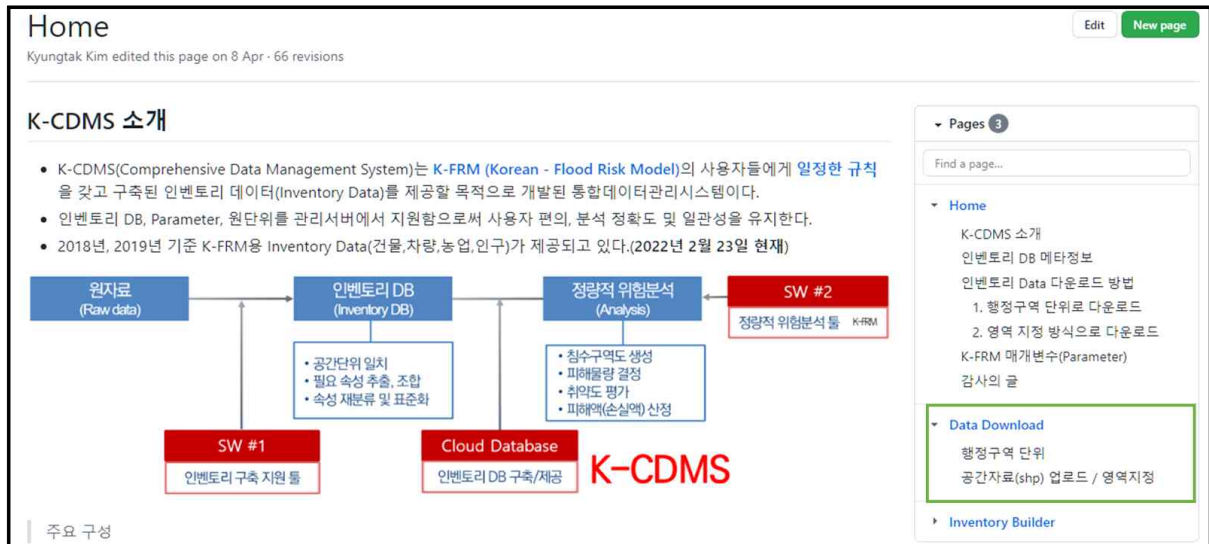 Home
Edit
New page
Kyungtak Kim edited this page on 8 Apr · 66 revisions
K-CDMS 소개
• K-CDMS(Comprehensive Data Management System)는 K-FRM (Korean - Flood Risk Model)의 사용자들에게 일정한 규칙
을 갖고 구축된 인벤토리 데이터(Inventory Data)를 제공할 목적으로 개발된 통합데이터관리시스템이다.
• 인벤토리 DB, Parameter, 원단위를 관리서버에서 지원함으로써 사용자 편의, 분석 정확도 및 일관성을 유지한다.
• 2018년, 2019년 기준 K-FRM용 Inventory Data(건물,차량,농업,인구)가 제공되고 있다.(2022년 2월 23일 현재)
원자료
(Raw data)
인벤토리 DB
(Inventory DB)
정량적 위험분석
(Analysis)
SW #2
정량적 위험분석 툴 K-FRM
• 공간단위 일치
• 필요 속성 추출, 조합
• 속성 재분류 및 표준화
• 침수구역도 생성
• 피해물량 결정
• 취약도 평가
• 피해액(손실액) 산정
SW #1
인벤토리 구축 지원 툴
Cloud Database
인벤토리 DB 구축/제공
K-CDMS
주요 구성
Pages 3
Find a page...
Home
K-CDMS 소개
인벤토리 DB 메타정보
인벤토리 Data 다운로드 방법
1. 행정구역 단위로 다운로드
2. 영역 지정 방식으로 다운로드
K-FRM 매개변수(Parameter)
감사의 글
Data Download
행정구역 단위
공간자료(shp) 업로드 / 영역지정
Inventory Builder